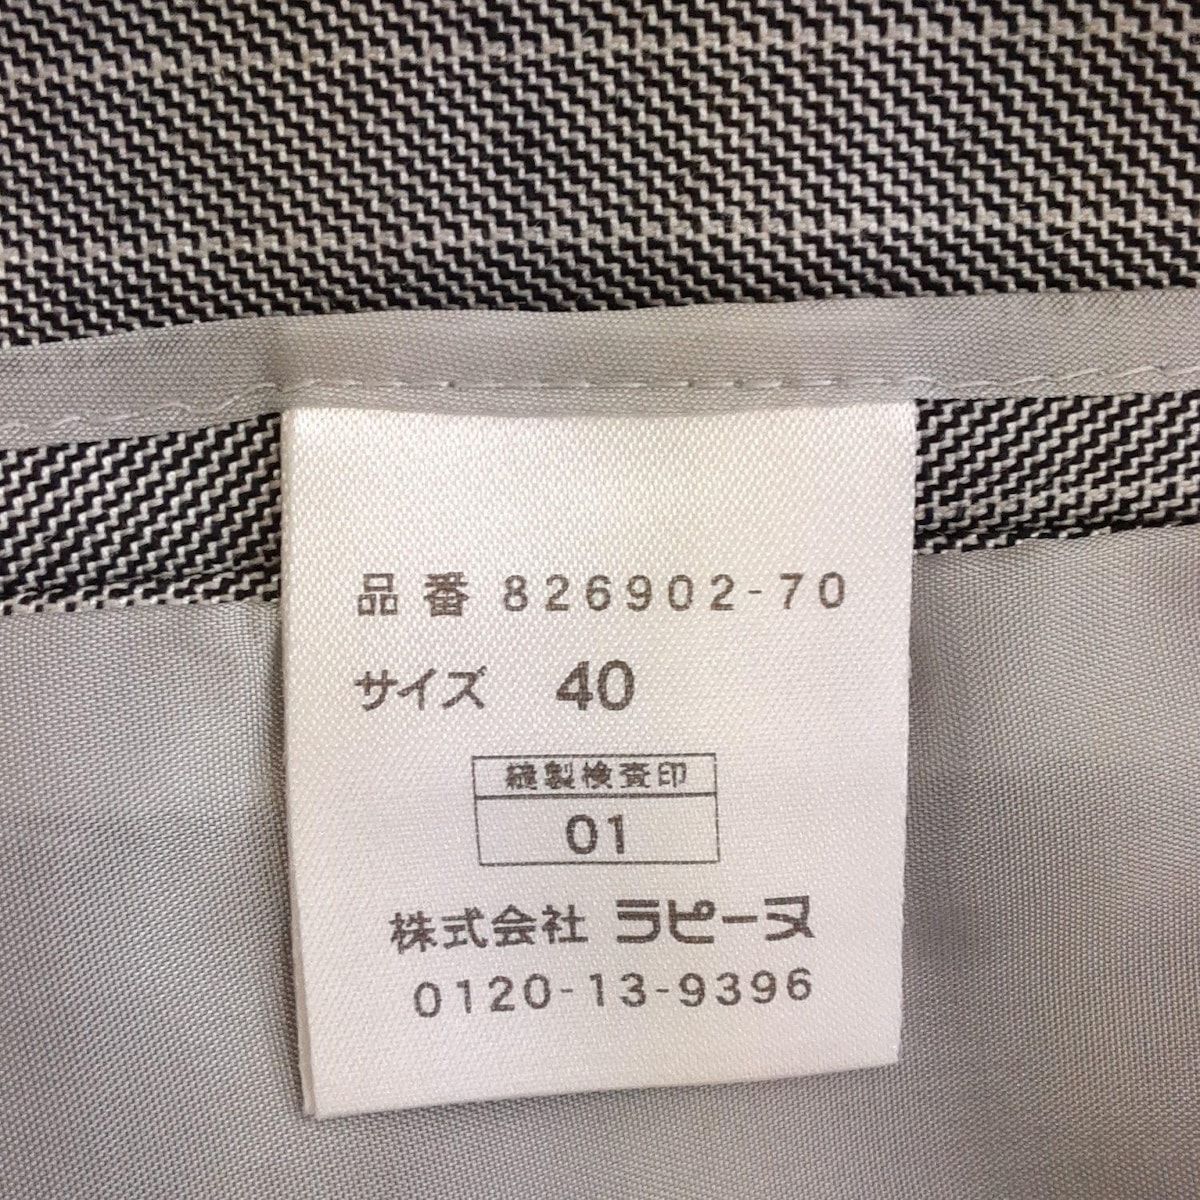 品番 826902-70
サイズ 40
縫製検査印
01
株式会社 ラピーヌ
0120-13-9396